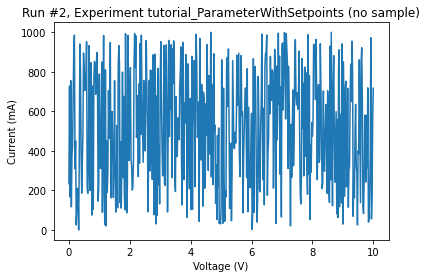 Run #2, Experiment tutorial_ParameterWithSetpoints (no sample)
1000
800
600
400
200
0
Current (mA)
0 2 4 6 8 10
Voltage (V)